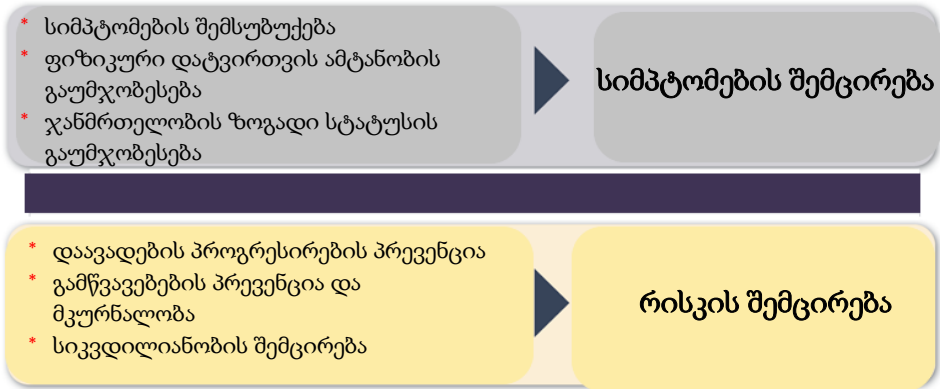 * სიმპტომების შემსუბუქება
* ფიზიკური დატვირთვის ამტანობის
გაუმჯობესება
* ჯანმრთელობის ზოგადი სტატუსის
გაუმჯობესება
სიმპტომების შემცირება
* დაავადების პროგრესირების პრევენცია
* გამწვავებების პრევენცია და
მკურნალობა
* სიკვდილიანობის შემცირება
რისკის შემცირება